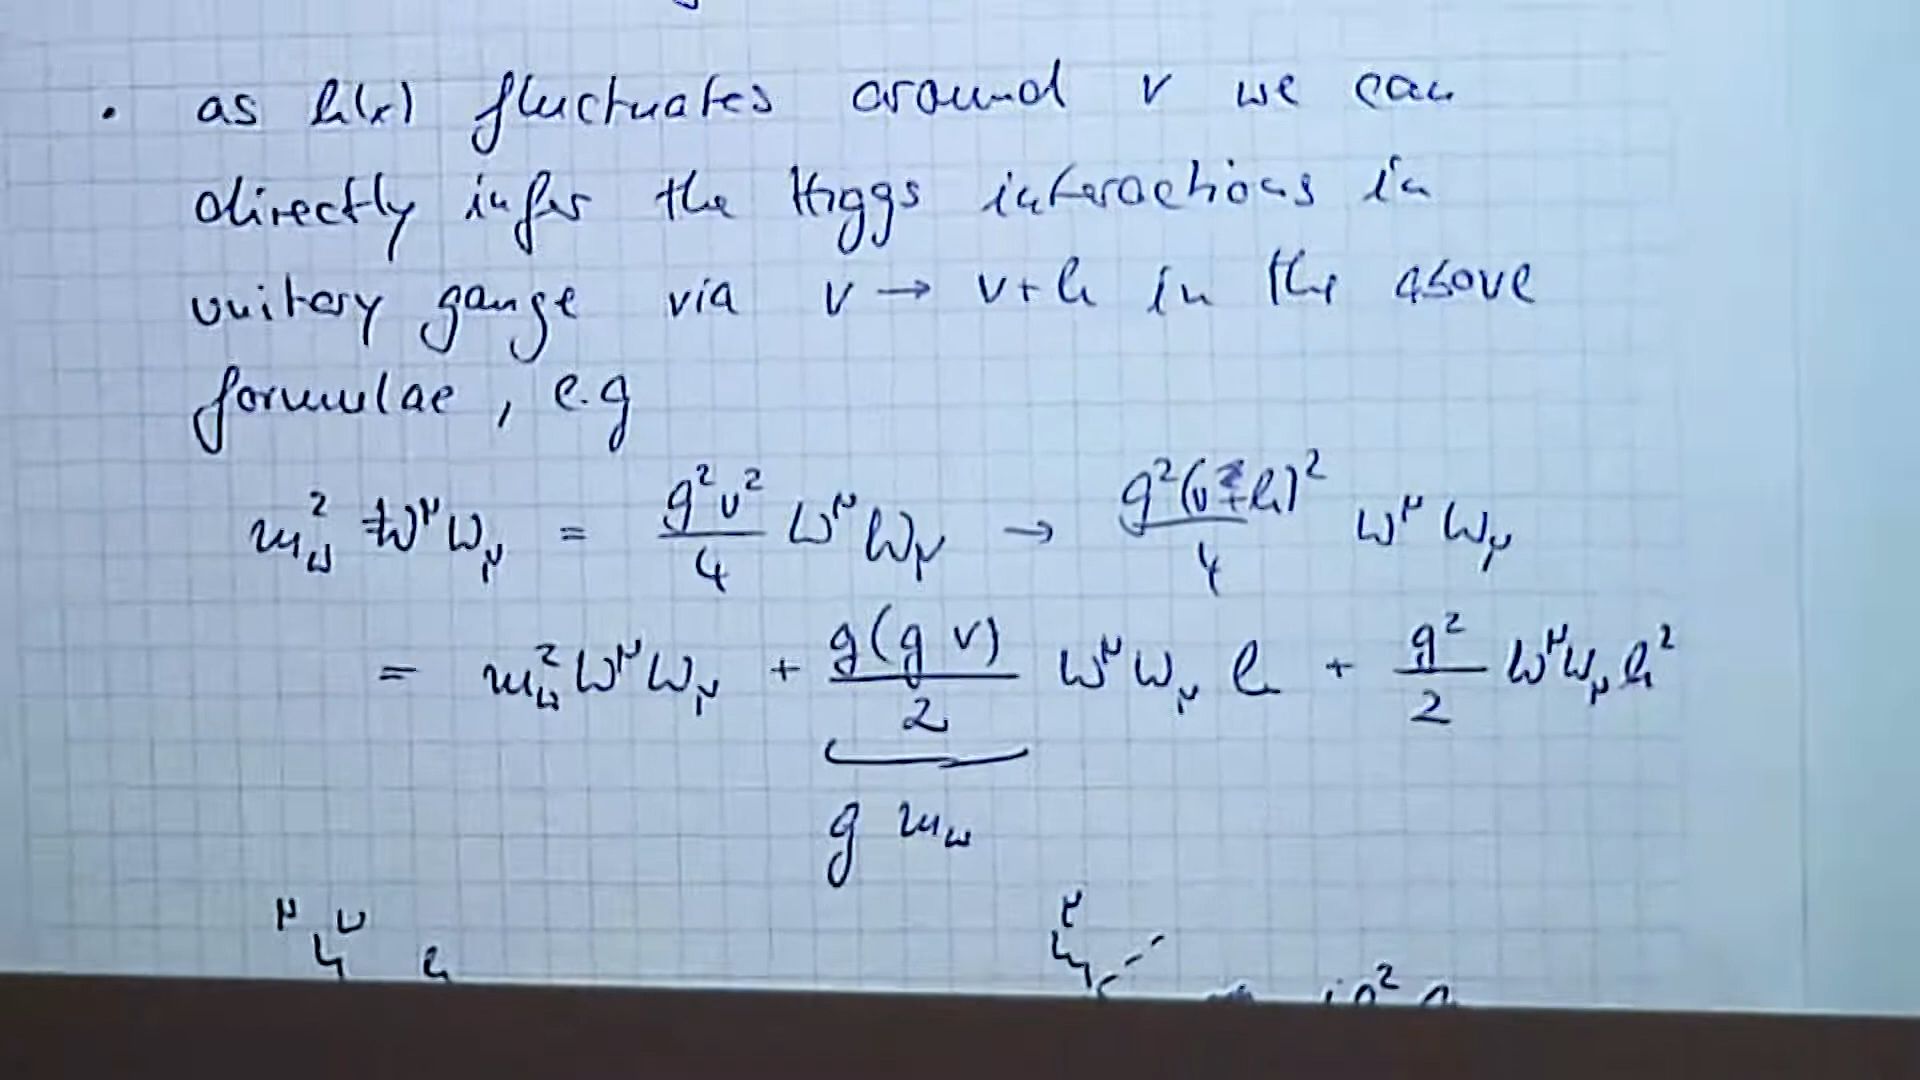 • as h(x) fluctuates around v we can
directly infer the Higgs interactions in
unitary gauge via v → v+h in the above
formulae, e.g
m_W^2 W^μ W_μ = g^2 v^2 / 4 W^μ W_μ → g^2 (v+h)^2 / 4 W^μ W_μ
= m_W^2 W^μ W_μ + g(g v) / 2 W^μ W_μ h + g^2 / 2 W^μ W_μ h^2
g m_W
μ ν
h